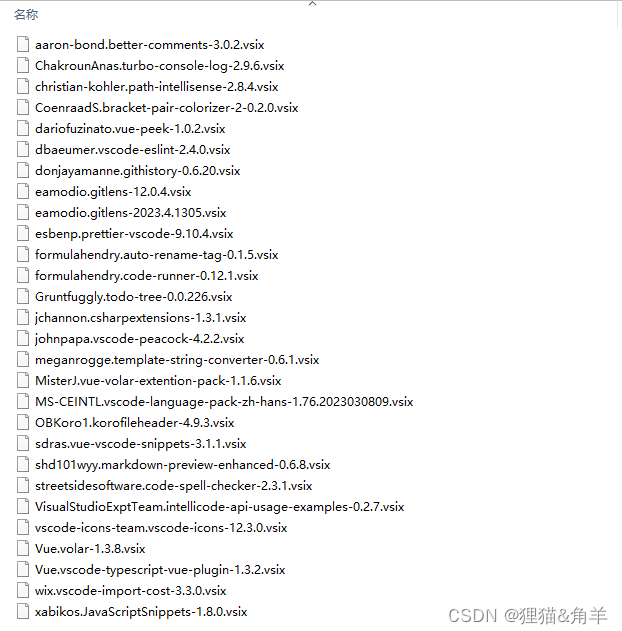 名称
aaron-bond.better-comments-3.0.2.vsix
ChakrounAnas.turbo-console-log-2.9.6.vsix
christian-kohler.path-intellisense-2.8.4.vsix
CoenraadS.bracket-pair-colorizer-2-0.2.0.vsix
dariofuzinato.vue-peek-1.0.2.vsix
dbaeumer.vscode-eslint-2.4.0.vsix
donjayamanne.githistory-0.6.20.vsix
eamodio.gitlens-12.0.4.vsix
eamodio.gitlens-2023.4.1305.vsix
esbenp.prettier-vscode-9.10.4.vsix
formulahendry.auto-rename-tag-0.1.5.vsix
formulahendry.code-runner-0.12.1.vsix
Gruntfuggly.todo-tree-0.0.226.vsix
jchannon.csharpextensions-1.3.1.vsix
johnpapa.vscode-peacock-4.2.2.vsix
meganrogge.template-string-converter-0.6.1.vsix
MisterJ.vue-volar-extention-pack-1.1.6.vsix
MS-CEINTL.vscode-language-pack-zh-hans-1.76.2023030809.vsix
OBKoro1.korofileheader-4.9.3.vsix
sdras.vue-vscode-snippets-3.1.1.vsix
shd101wyy.markdown-preview-enhanced-0.6.8.vsix
streetsidesoftware.code-spell-checker-2.3.1.vsix
VisualStudioExptTeam.intellicode-api-usage-examples-0.2.7.vsix
vscode-icons-team.vscode-icons-12.3.0.vsix
Vue.volar-1.3.8.vsix
Vue.vscode-typescript-vue-plugin-1.3.2.vsix
wix.vscode-import-cost-3.3.0.vsix
xabikos.JavaScriptSnippets-1.8.0.vsix
CSDN @狸猫&角羊